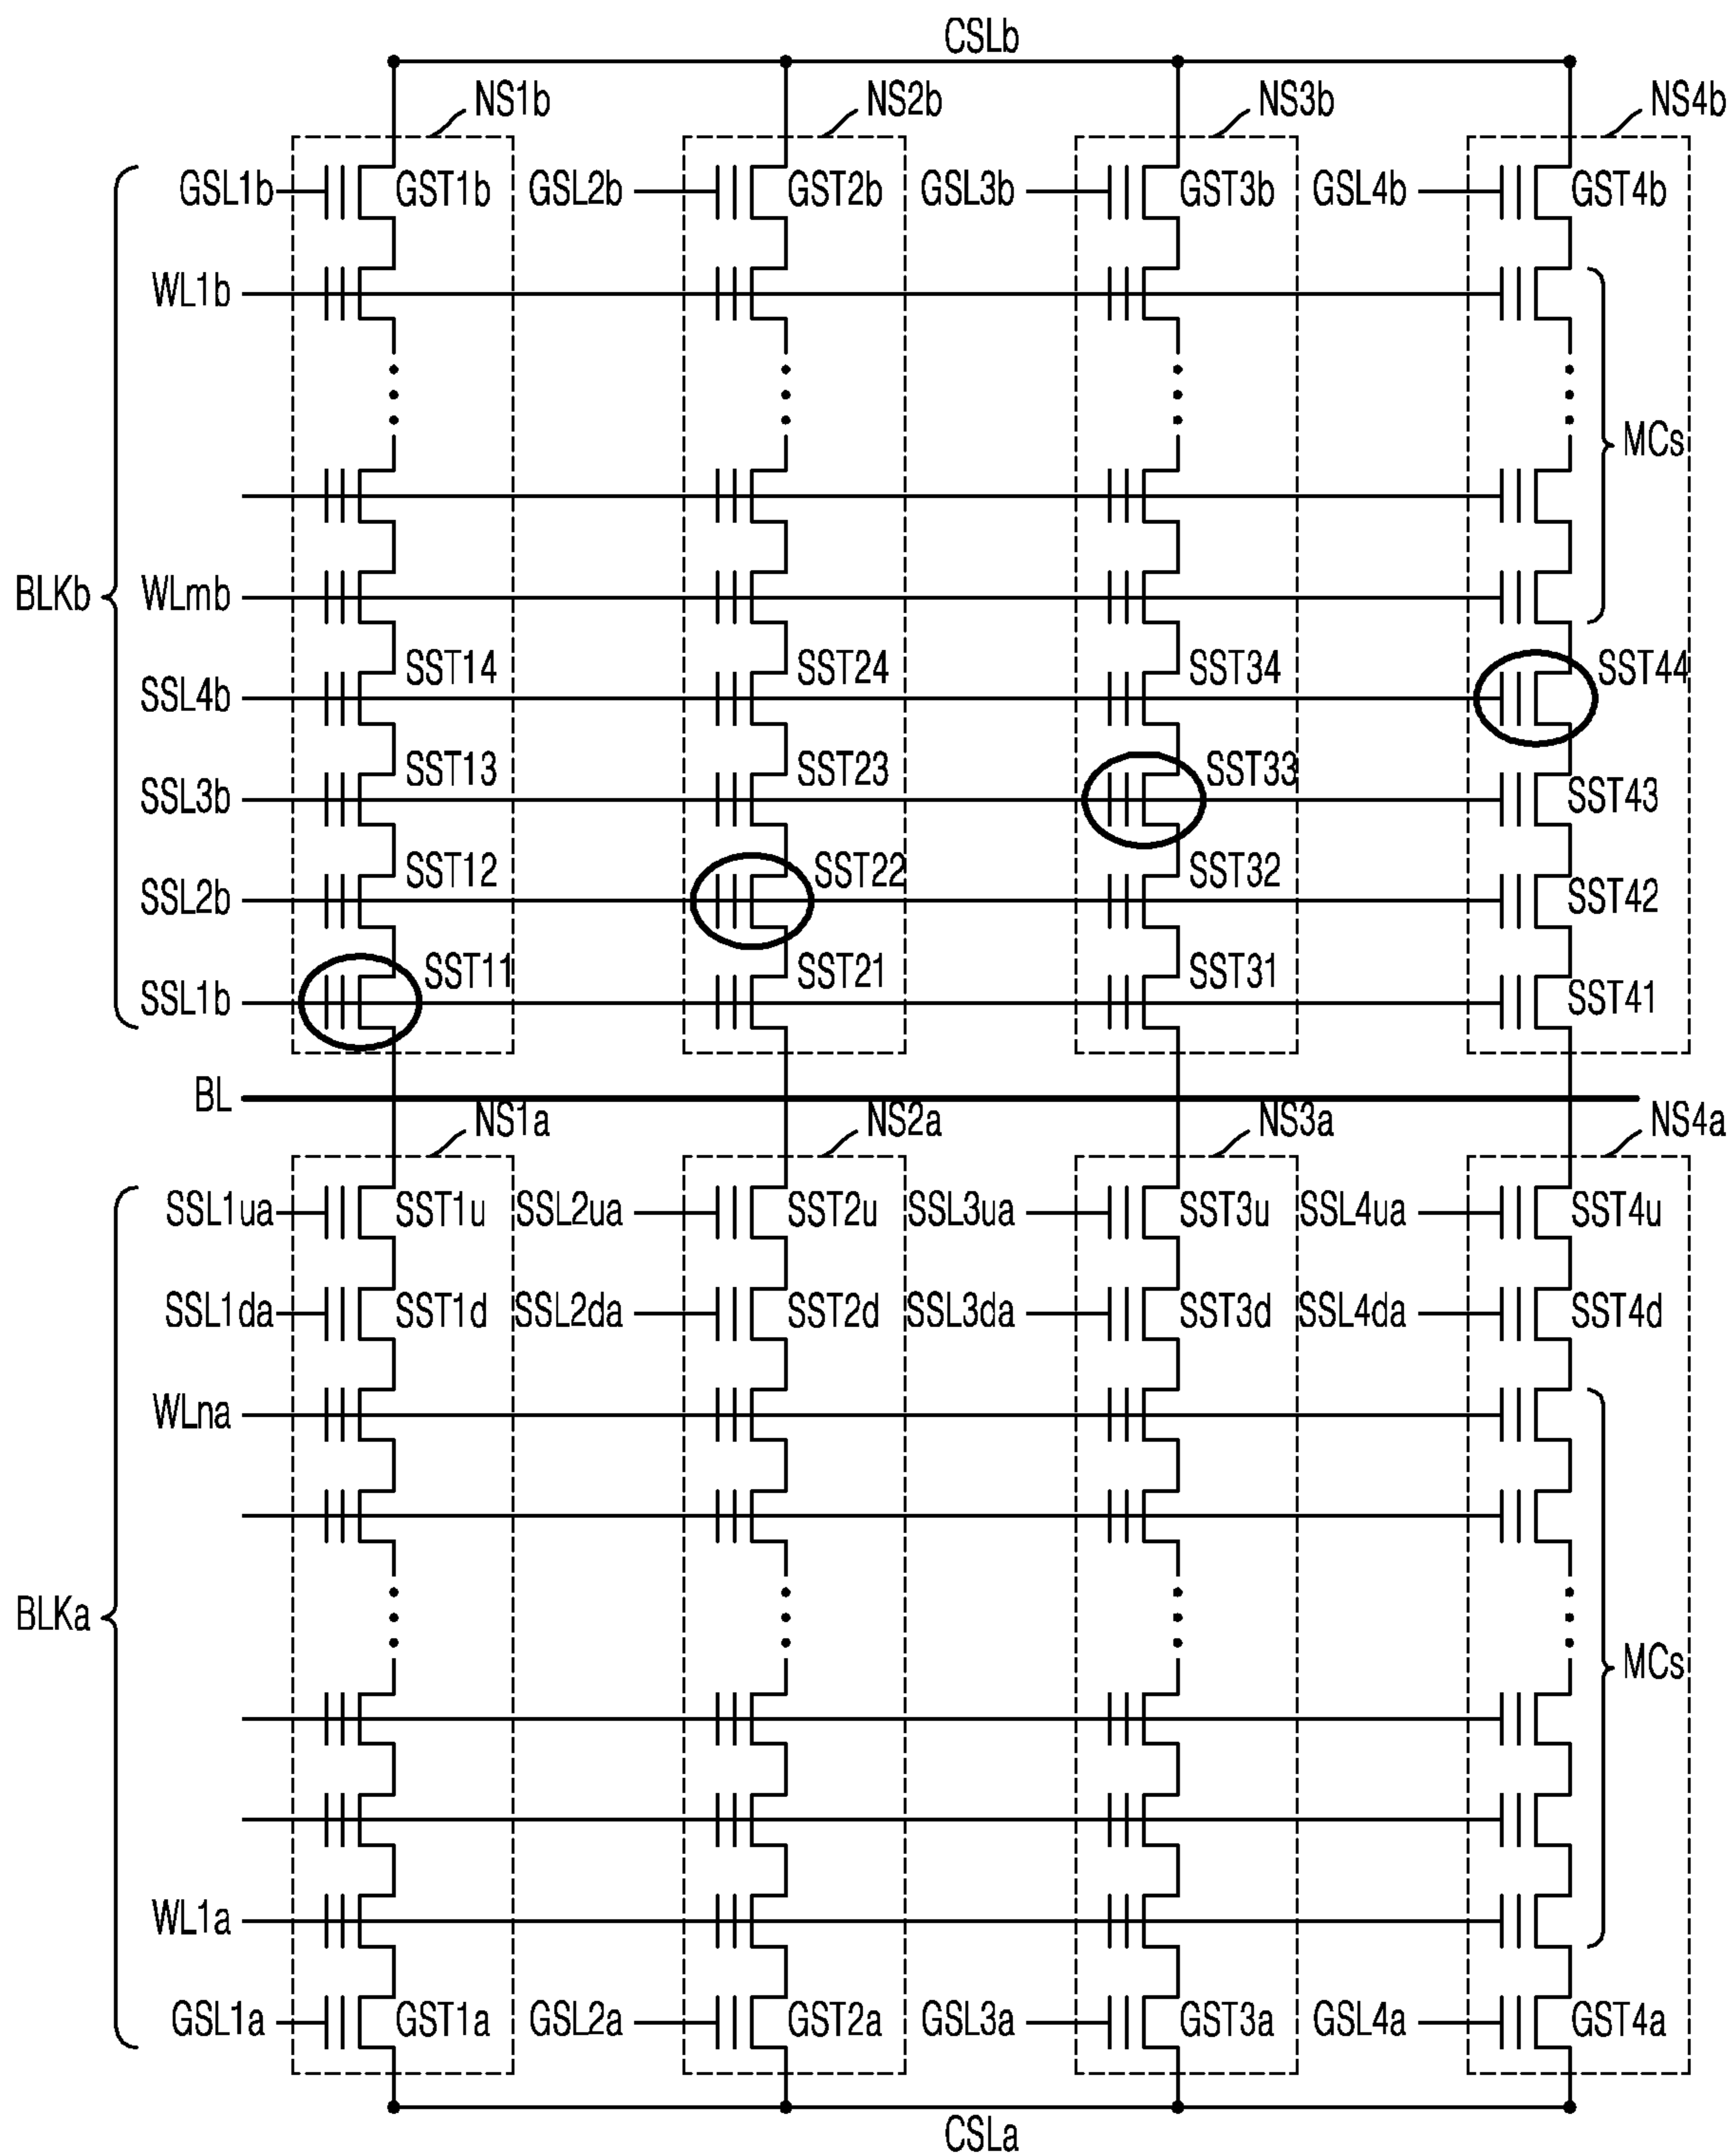 CSLb
NS1b NS2b NS3b NS4b
GSL1b GST1b GSL2b GST2b GSL3b GST3b GSL4b GST4b
WL1b
MCs
BLKb WLmb
SST14 SST24 SST34 SST44
SSL4b
SST13 SST23 SST33
SSL3b SST43
SST12 SST22 SST32
SSL2b SST42
SST11 SST21 SST31
SSL1b SST41
BL
NS1a NS2a NS3a NS4a
SSL1ua SST1u SSL2ua SST2u SSL3ua SST3u SSL4ua SST4u
SSL1da SST1d SSL2da SST2d SSL3da SST3d SSL4da SST4d
WLna
BLKa
MCs
WL1a
GSL1a GST1a GSL2a GST2a GSL3a GST3a GSL4a GST4a
CSLa